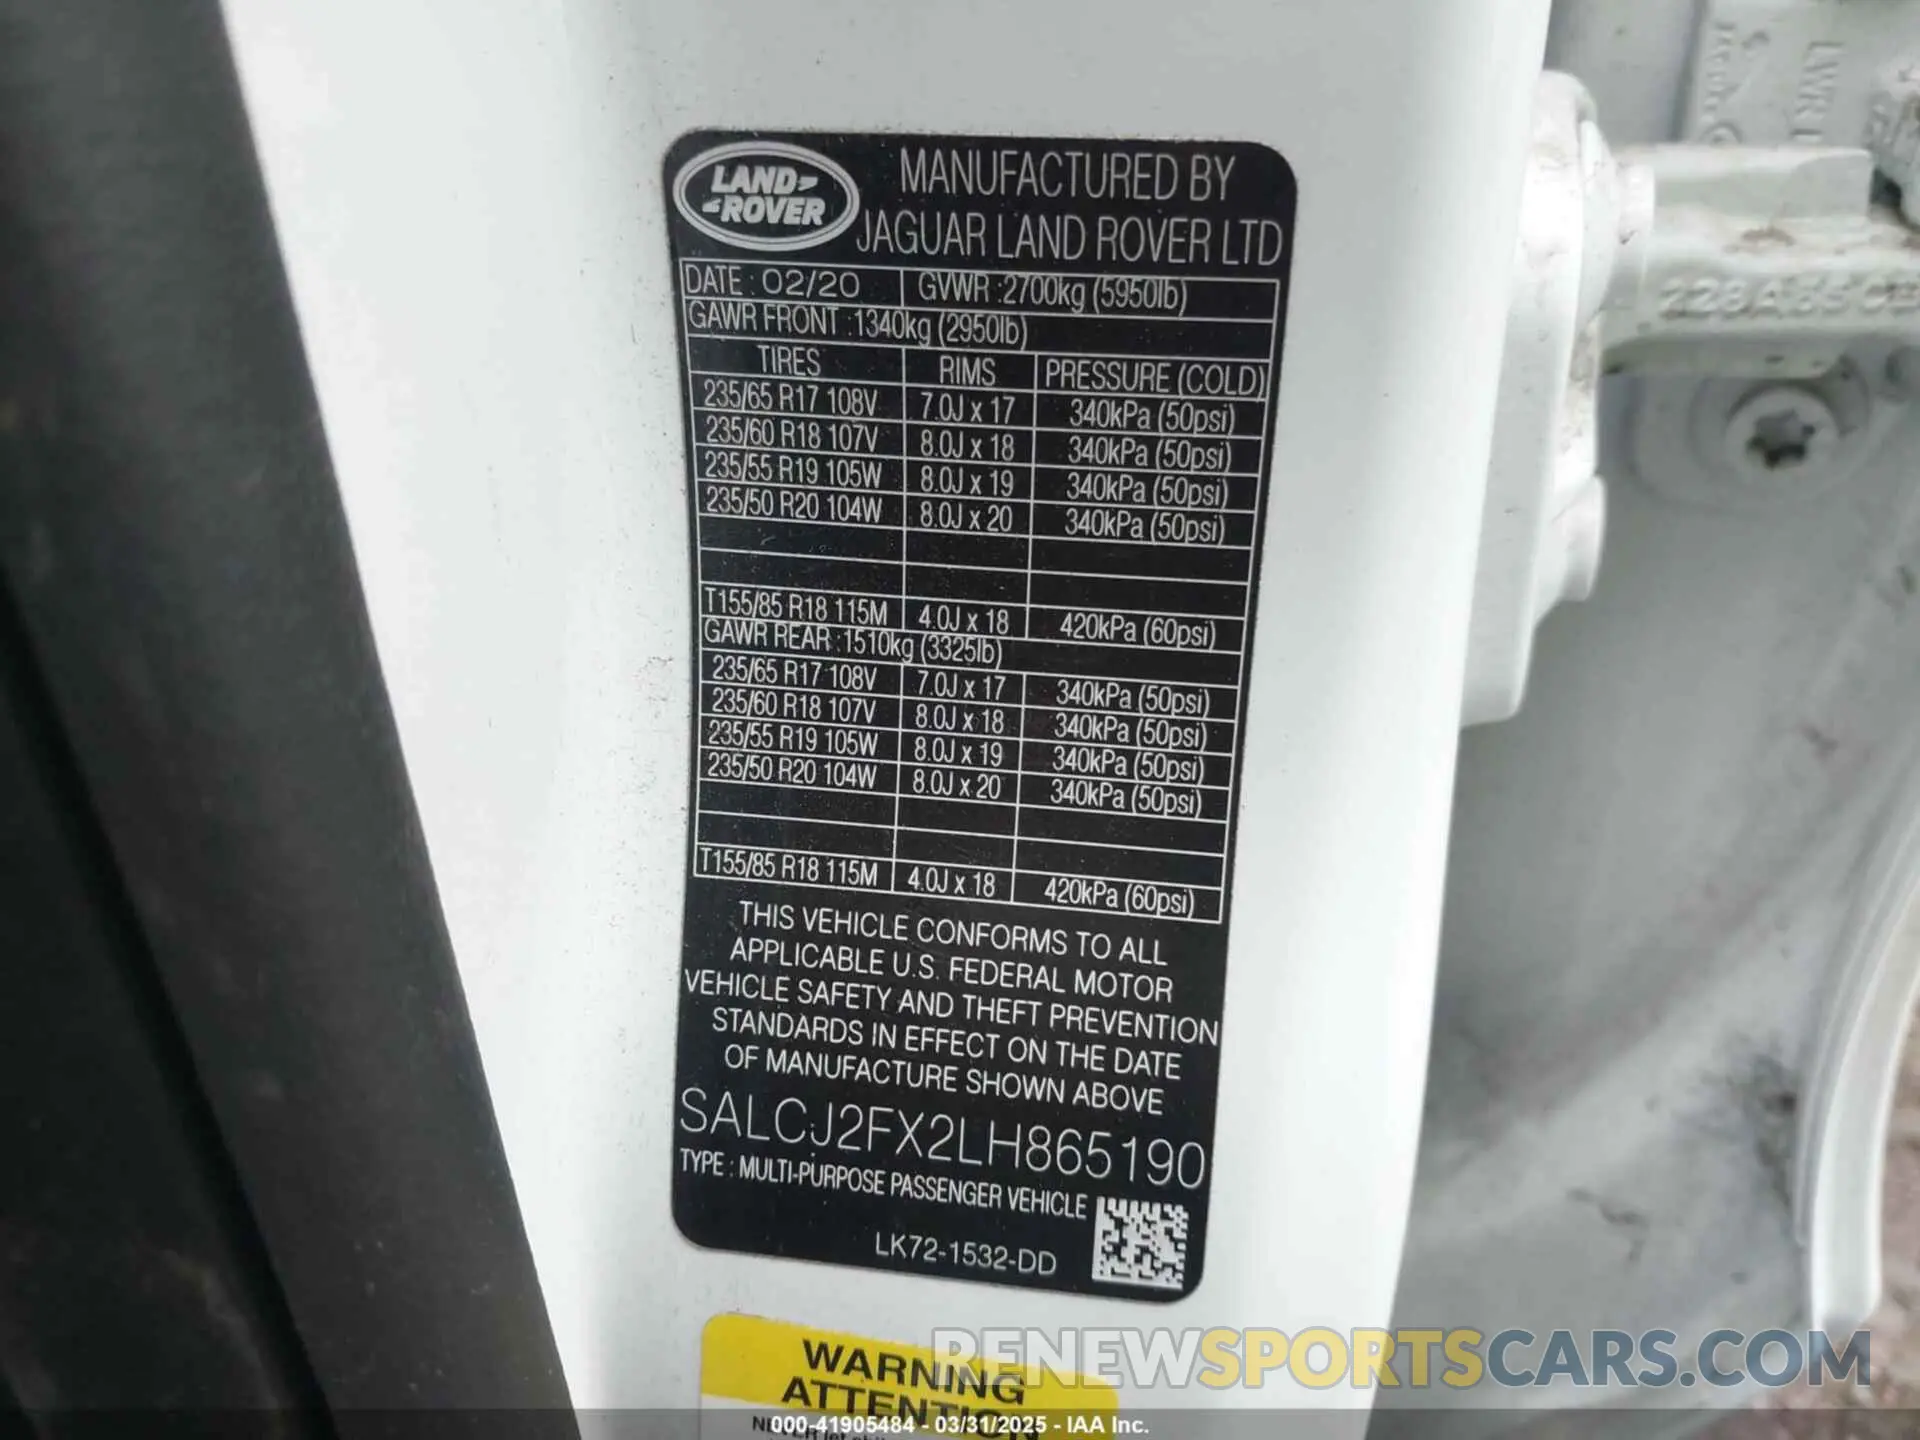 LAND ROVER
MANUFACTURED BY
JAGUAR LAND ROVER LTD
DATE : 02/20 GVWR :2700kg (5950lb)
GAWR FRONT :1340kg (2950lb)
TIRES RIMS PRESSURE (COLD)
235/65 R17 108V 7.0J x 17 340kPa (50psi)
235/60 R18 107V 8.0J x 18 340kPa (50psi)
235/55 R19 105W 8.0J x 19 340kPa (50psi)
235/50 R20 104W 8.0J x 20 340kPa (50psi)
T155/85 R18 115M 4.0J x 18 420kPa (60psi)
GAWR REAR :1510kg (3325lb)
235/65 R17 108V 7.0J x 17 340kPa (50psi)
235/60 R18 107V 8.0J x 18 340kPa (50psi)
235/55 R19 105W 8.0J x 19 340kPa (50psi)
235/50 R20 104W 8.0J x 20 340kPa (50psi)
T155/85 R18 115M 4.0J x 18 420kPa (60psi)
THIS VEHICLE CONFORMS TO ALL
APPLICABLE U.S. FEDERAL MOTOR
VEHICLE SAFETY AND THEFT PREVENTION
STANDARDS IN EFFECT ON THE DATE
OF MANUFACTURE SHOWN ABOVE
SALCJ2FX2LH865190
TYPE : MULTI-PURPOSE PASSENGER VEHICLE
LK72-1532-DD
WARNING
ATTENTION
RENEWSPORTSCARS.COM
000-41905484 - 03/31/2025 - IAA Inc.